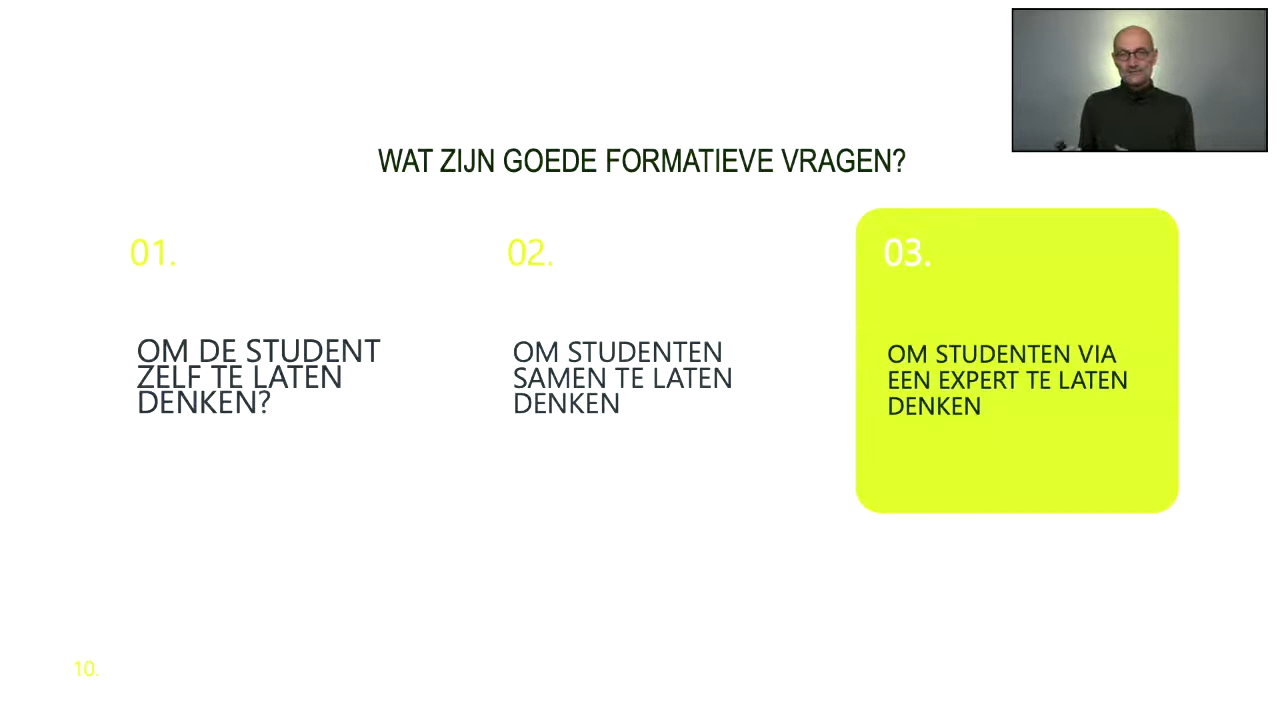 WAT ZIJN GOEDE FORMATIEVE VRAGEN?
01.
OM DE STUDENT
ZELF TE LATEN
DENKEN?
02.
OM STUDENTEN
SAMEN TE LATEN
DENKEN
03.
OM STUDENTEN VIA
EEN EXPERT TE LATEN
DENKEN
10.